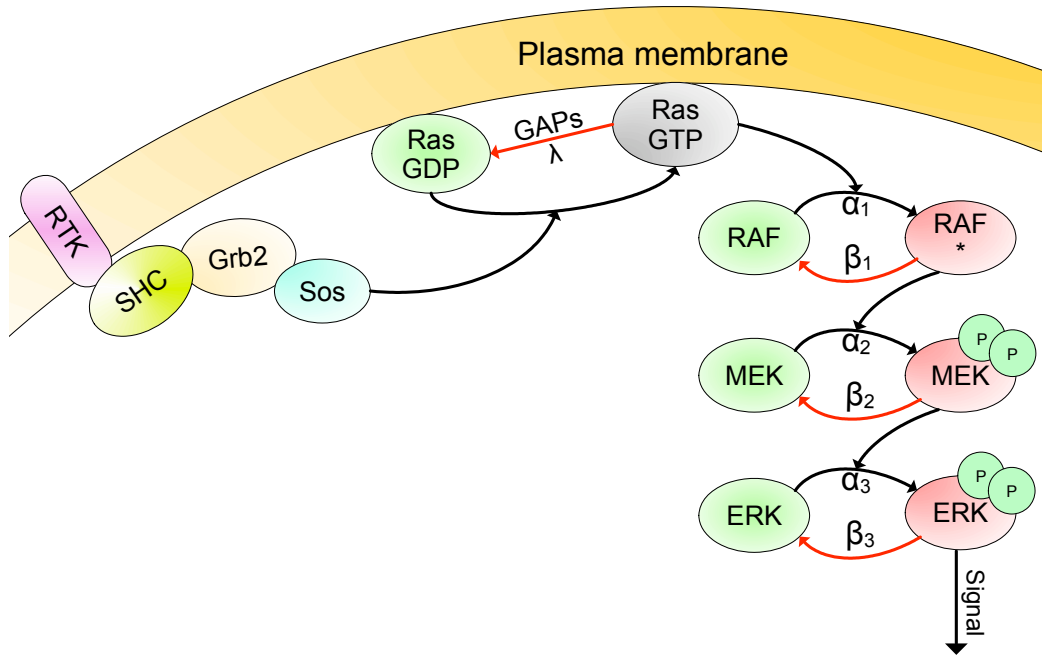 Plasma membrane
Ras
GDP
GAPs
λ
Ras
GTP
RTK
SHC
Grb2
Sos
RAF
α1
β1
RAF
*
MEK
α2
β2
MEK
P
P
ERK
α3
β3
ERK
P
P
Signal